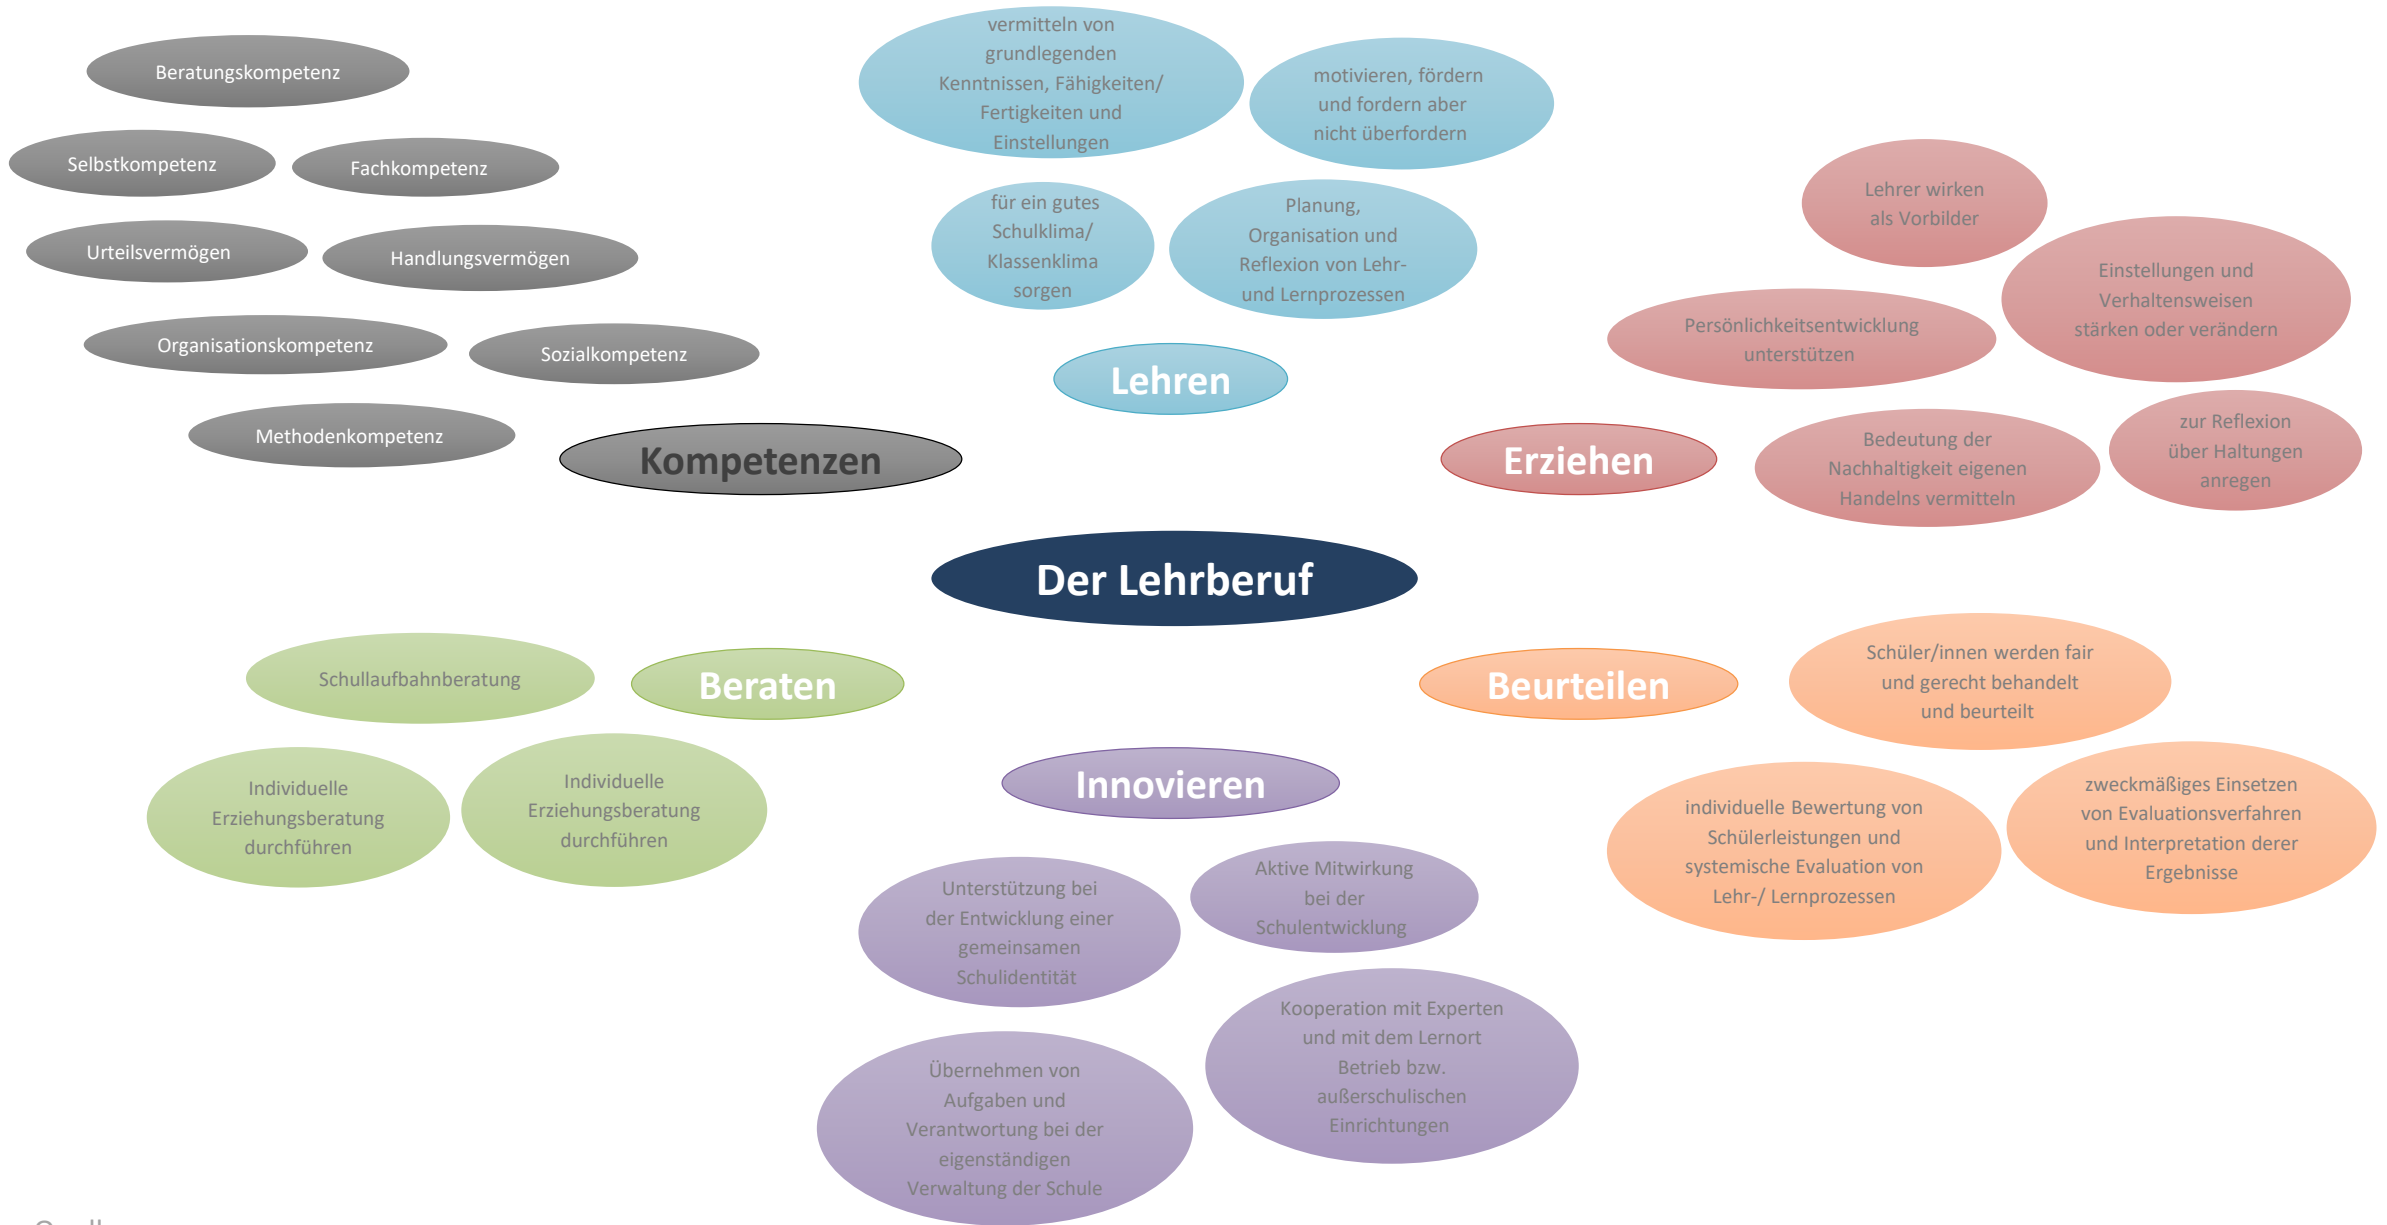 Beratungskompetenz
Selbstkompetenz
Fachkompetenz
Urteilsvermögen
Handlungsvermögen
Organisationskompetenz
Sozialkompetenz
Methodenkompetenz
Kompetenzen
vermitteln von
grundlegenden
Kenntnissen, Fähigkeiten/
Fertigkeiten und
Einstellungen
motivieren, fördern
und fordern aber
nicht überfordern
für ein gutes
Schulklima/
Klassenklima
sorgen
Planung,
Organisation und
Reflexion von Lehr-
und Lernprozessen
Lehren
Lehrer wirken
als Vorbilder
Einstellungen und
Verhaltensweisen
stärken oder verändern
Persönlichkeitsentwicklung
unterstützen
Bedeutung der
Nachhaltigkeit eigenen
Handelns vermitteln
zur Reflexion
über Haltungen
anregen
Erziehen
Der Lehrberuf
Schullaufbahnberatung
Beraten
Individuelle
Erziehungsberatung
durchführen
Individuelle
Erziehungsberatung
durchführen
Beurteilen
Schüler/innen werden fair
und gerecht behandelt
und beurteilt
individuelle Bewertung von
Schülerleistungen und
systemische Evaluation von
Lehr-/ Lernprozessen
zweckmäßiges Einsetzen
von Evaluationsverfahren
und Interpretation derer
Ergebnisse
Innovieren
Unterstützung bei
der Entwicklung einer
gemeinsamen
Schulidentität
Aktive Mitwirkung
bei der
Schulentwicklung
Übernehmen von
Aufgaben und
Verantwortung bei der
eigenständigen
Verwaltung der Schule
Kooperation mit Experten
und mit dem Lernort
Betrieb bzw.
außerschulischen
Einrichtungen